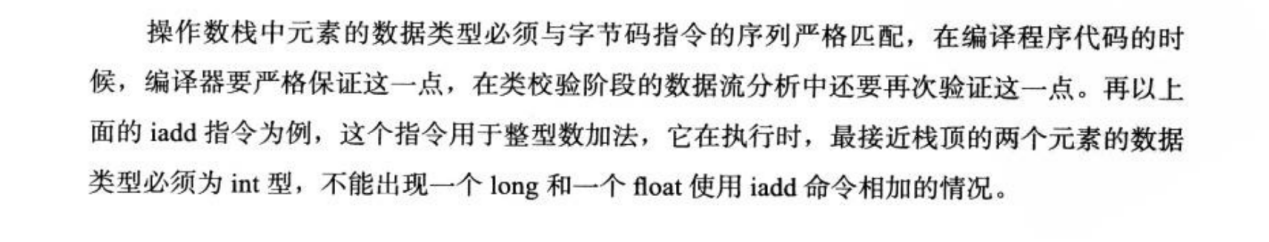 操作数栈中元素的数据类型必须与字节码指令的序列严格匹配，在编译程序代码的时
候，编译器要严格保证这一点，在类校验阶段的数据流分析中还要再次验证这一点。再以上
面的 iadd 指令为例，这个指令用于整型数加法，它在执行时，最接近栈顶的两个元素的数据
类型必须为 int 型，不能出现一个 long 和一个 float 使用 iadd 命令相加的情况。